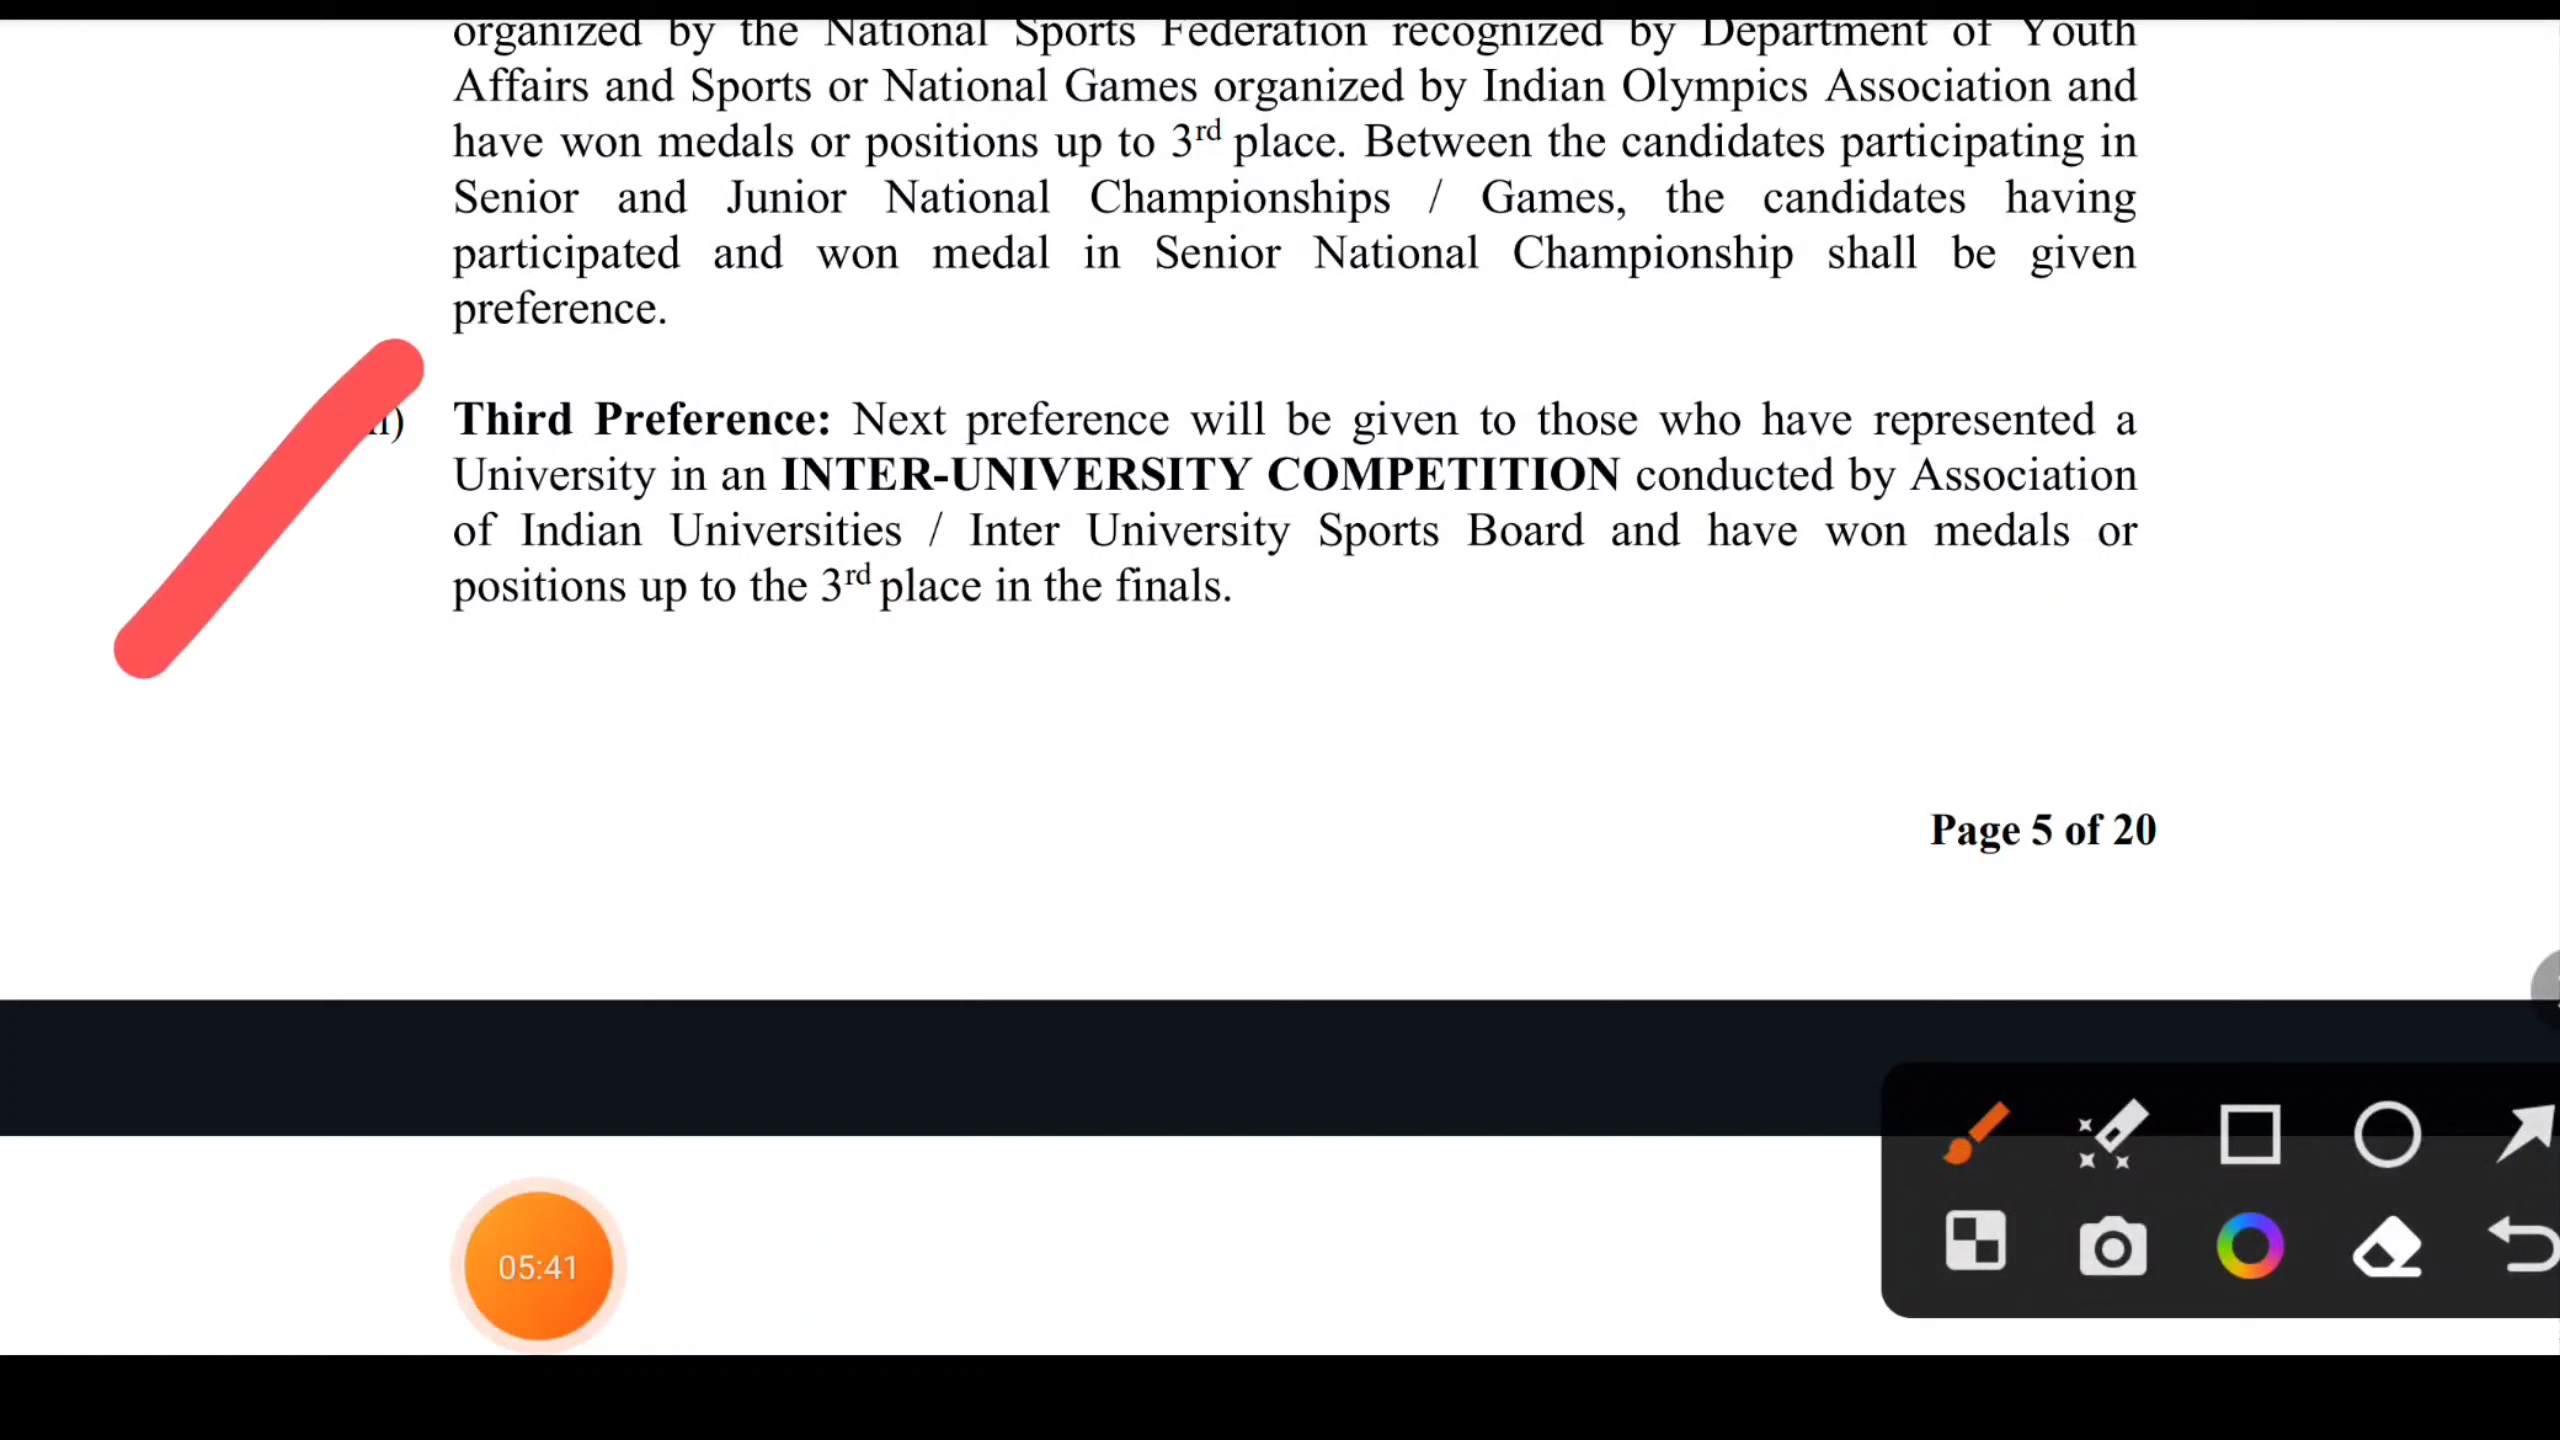 organized by the National Sports Federation recognized by Department of Youth
Affairs and Sports or National Games organized by Indian Olympics Association and
have won medals or positions up to 3rd place. Between the candidates participating in
Senior and Junior National Championships / Games, the candidates having
participated and won medal in Senior National Championship shall be given
preference.
Third Preference: Next preference will be given to those who have represented a
University in an INTER-UNIVERSITY COMPETITION conducted by Association
of Indian Universities / Inter University Sports Board and have won medals or
positions up to the 3rd place in the finals.
Page 5 of 20
05:41